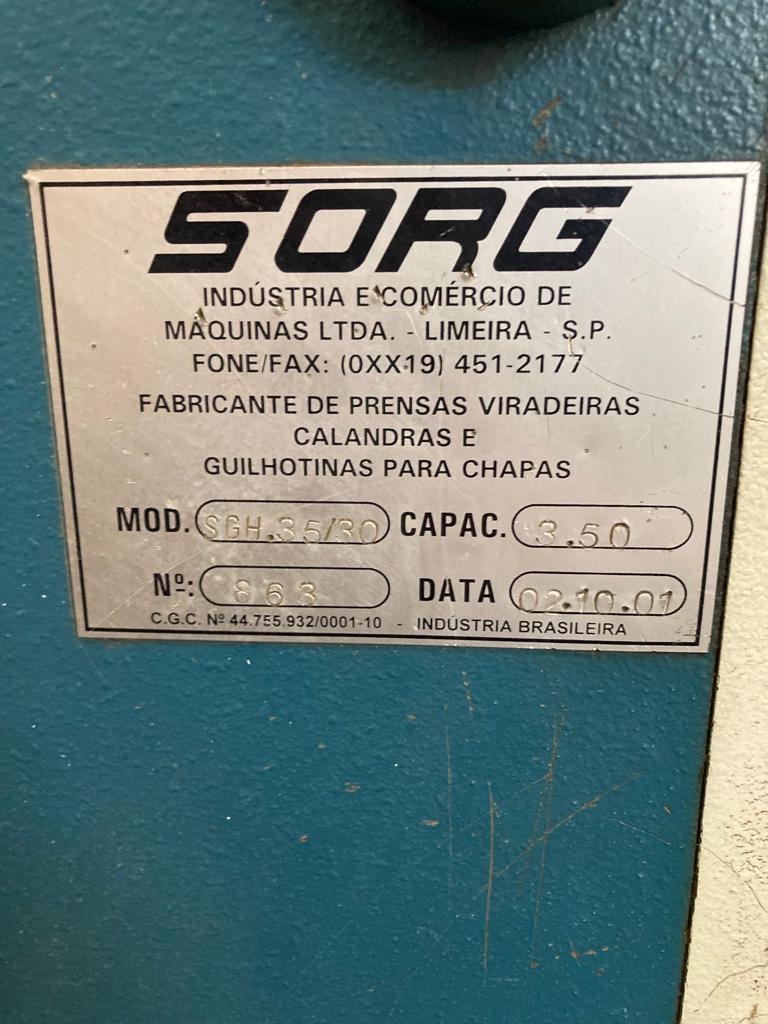 SORG
INDÚSTRIA E COMÉRCIO DE
MÁQUINAS LTDA. - LIMEIRA - S.P.
FONE/FAX: (0XX19) 451-2177
FABRICANTE DE PRENSAS VIRADEIRAS
CALANDRAS E
GUILHOTINAS PARA CHAPAS
MOD. SGH.35/30 CAPAC. 3.50
Nº: 863 DATA 02.10.01
C.G.C. Nº 44.755.932/0001-10 - INDÚSTRIA BRASILEIRA